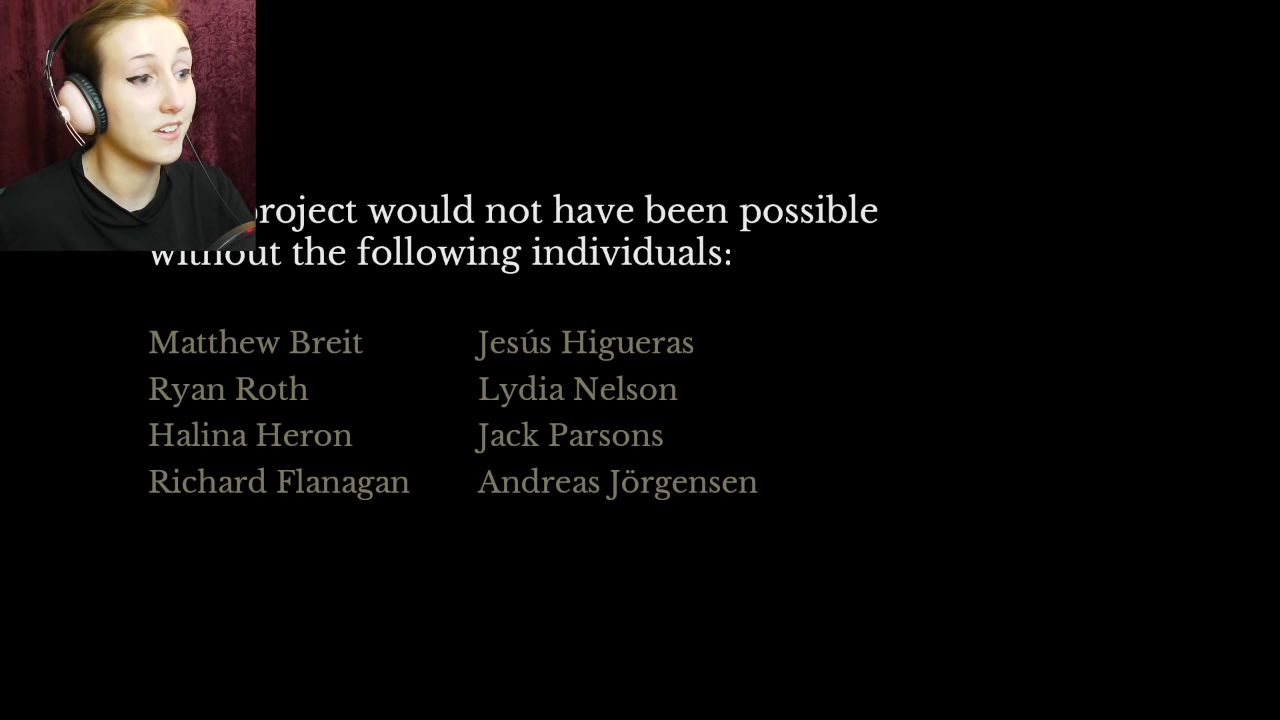 project would not have been possible
without the following individuals:
Matthew Breit
Ryan Roth
Halina Heron
Richard Flanagan
Jesús Higueras
Lydia Nelson
Jack Parsons
Andreas Jörgensen